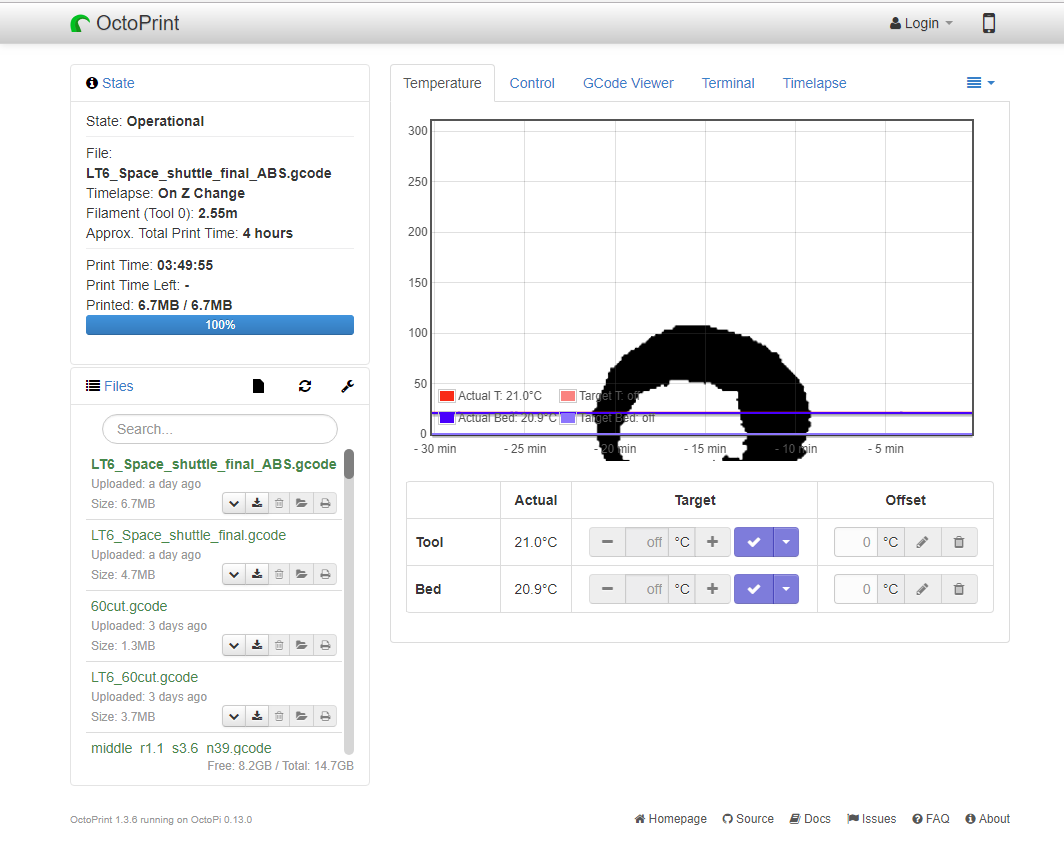 OctoPrint
Login
State
State: Operational
File:
LT6_Space_shuttle_final_ABS.gcode
Timelapse: On Z Change
Filament (Tool 0): 2.55m
Approx. Total Print Time: 4 hours
Print Time: 03:49:55
Print Time Left: -
Printed: 6.7MB / 6.7MB
100%
Files
Search...
LT6_Space_shuttle_final_ABS.gcode
Uploaded: a day ago
Size: 6.7MB
LT6_Space_shuttle_final.gcode
Uploaded: a day ago
Size: 4.7MB
60cut.gcode
Uploaded: 3 days ago
Size: 1.3MB
LT6_60cut.gcode
Uploaded: 3 days ago
Size: 3.7MB
middle_r1.1_s3.6_n39.gcode
Free: 8.2GB / Total: 14.7GB
Temperature Control GCode Viewer Terminal Timelapse
300
250
200
150
100
50
0
Actual T: 21.0°C Target T: off
Actual Bed: 20.9°C Target Bed: off
- 30 min - 25 min - 20 min - 15 min - 10 min - 5 min
Actual Target Offset
Tool 21.0°C off °C 0 °C
Bed 20.9°C off °C 0 °C
OctoPrint 1.3.6 running on OctoPi 0.13.0
Homepage Source Docs Issues FAQ About